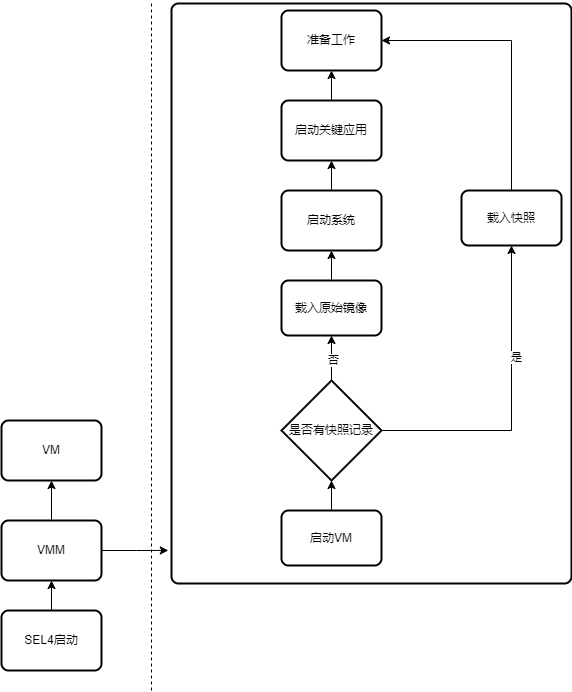 准备工作
启动关键应用
启动系统
载入快照
载入原始镜像
否
是
是否有快照记录
VM
启动VM
VMM
SEL4启动